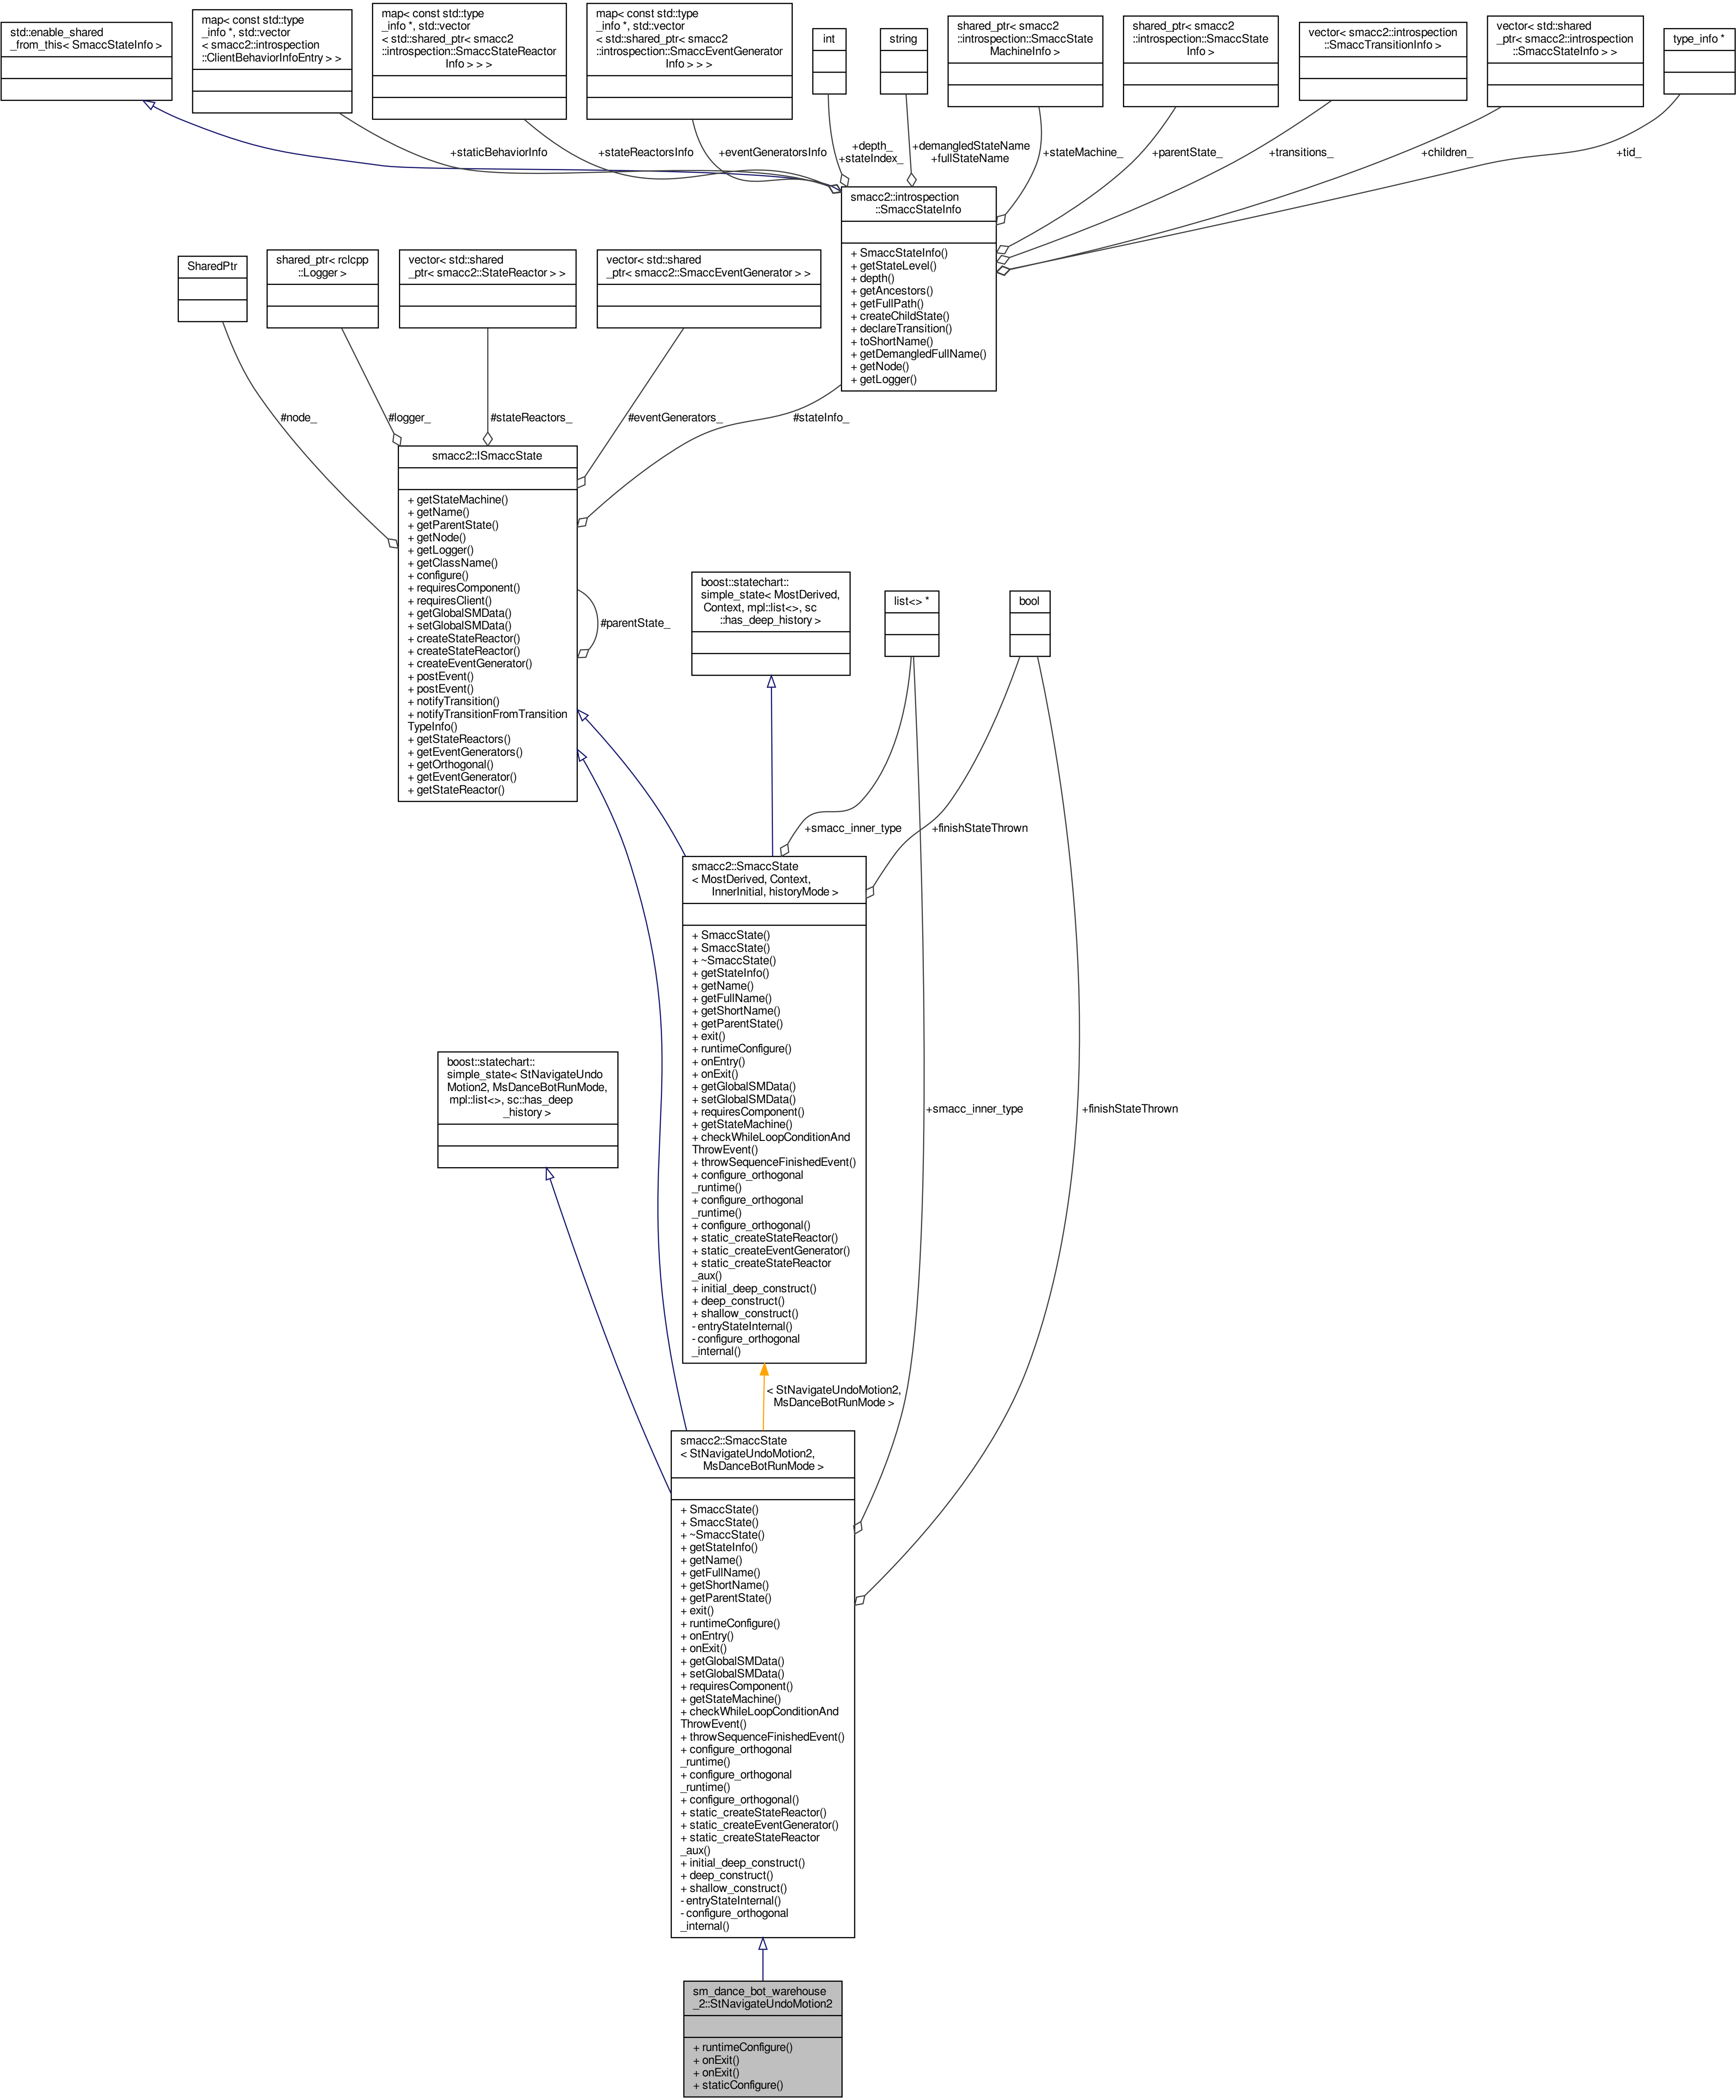 std::enable_shared
_from_this< SmaccStateInfo >
map< const std::type
_info *, std::vector
< smacc2::introspection
::ClientBehaviorInfoEntry > >
map< const std::type
_info *, std::vector
< std::shared_ptr< smacc2
::introspection::SmaccStateReactor
Info > > >
map< const std::type
_info *, std::vector
< std::shared_ptr< smacc2
::introspection::SmaccEventGenerator
Info > > >
int
string
shared_ptr< smacc2
::introspection::SmaccState
MachineInfo >
shared_ptr< smacc2
::introspection::SmaccState
Info >
vector< smacc2::introspection
::SmaccTransitionInfo >
vector< std::shared
_ptr< smacc2::introspection
::SmaccStateInfo > >
type_info *
+staticBehaviorInfo
+stateReactorsInfo
+eventGeneratorsInfo
+depth_
+stateIndex_
+demangledStateName
+fullStateName
+stateMachine_
+parentState_
+transitions_
+children_
+tid_
smacc2::introspection
::SmaccStateInfo
+ SmaccStateInfo()
+ getStateLevel()
+ depth()
+ getAncestors()
+ getFullPath()
+ createChildState()
+ declareTransition()
+ toShortName()
+ getDemangledFullName()
+ getNode()
+ getLogger()
SharedPtr
shared_ptr< rclcpp
::Logger >
vector< std::shared
_ptr< smacc2::StateReactor > >
vector< std::shared
_ptr< smacc2::SmaccEventGenerator > >
#node_
#logger_
#stateReactors_
#eventGenerators_
#stateInfo_
smacc2::ISmaccState
+ getStateMachine()
+ getName()
+ getParentState()
+ getNode()
+ getLogger()
+ getClassName()
+ configure()
+ requiresComponent()
+ requiresClient()
+ getGlobalSMData()
+ setGlobalSMData()
+ createStateReactor()
+ createStateReactor()
+ createEventGenerator()
+ postEvent()
+ postEvent()
+ notifyTransition()
+ notifyTransitionFromTransition
TypeInfo()
+ getStateReactors()
+ getEventGenerators()
+ getOrthogonal()
+ getEventGenerator()
+ getStateReactor()
#parentState_
boost::statechart::
simple_state< MostDerived,
Context, mpl::list<>, sc
::has_deep_history >
list<> *
bool
+smacc_inner_type
+finishStateThrown
smacc2::SmaccState
< MostDerived, Context,
InnerInitial, historyMode >
+ SmaccState()
+ SmaccState()
+ ~SmaccState()
+ getStateInfo()
+ getName()
+ getFullName()
+ getShortName()
+ getParentState()
+ exit()
+ runtimeConfigure()
+ onEntry()
+ onExit()
+ getGlobalSMData()
+ setGlobalSMData()
+ requiresComponent()
+ getStateMachine()
+ checkWhileLoopConditionAnd
ThrowEvent()
+ throwSequenceFinishedEvent()
+ configure_orthogonal
_runtime()
+ configure_orthogonal
_runtime()
+ configure_orthogonal()
+ static_createStateReactor()
+ static_createEventGenerator()
+ static_createStateReactor
_aux()
+ initial_deep_construct()
+ deep_construct()
+ shallow_construct()
- entryStateInternal()
- configure_orthogonal
_internal()
boost::statechart::
simple_state< StNavigateUndo
Motion2, MsDanceBotRunMode,
mpl::list<>, sc::has_deep
_history >
+smacc_inner_type
+finishStateThrown
< StNavigateUndoMotion2,
MsDanceBotRunMode >
smacc2::SmaccState
< StNavigateUndoMotion2,
MsDanceBotRunMode >
+ SmaccState()
+ SmaccState()
+ ~SmaccState()
+ getStateInfo()
+ getName()
+ getFullName()
+ getShortName()
+ getParentState()
+ exit()
+ runtimeConfigure()
+ onEntry()
+ onExit()
+ getGlobalSMData()
+ setGlobalSMData()
+ requiresComponent()
+ getStateMachine()
+ checkWhileLoopConditionAnd
ThrowEvent()
+ throwSequenceFinishedEvent()
+ configure_orthogonal
_runtime()
+ configure_orthogonal
_runtime()
+ configure_orthogonal()
+ static_createStateReactor()
+ static_createEventGenerator()
+ static_createStateReactor
_aux()
+ initial_deep_construct()
+ deep_construct()
+ shallow_construct()
- entryStateInternal()
- configure_orthogonal
_internal()
sm_dance_bot_warehouse
_2::StNavigateUndoMotion2
+ runtimeConfigure()
+ onExit()
+ onExit()
+ staticConfigure()